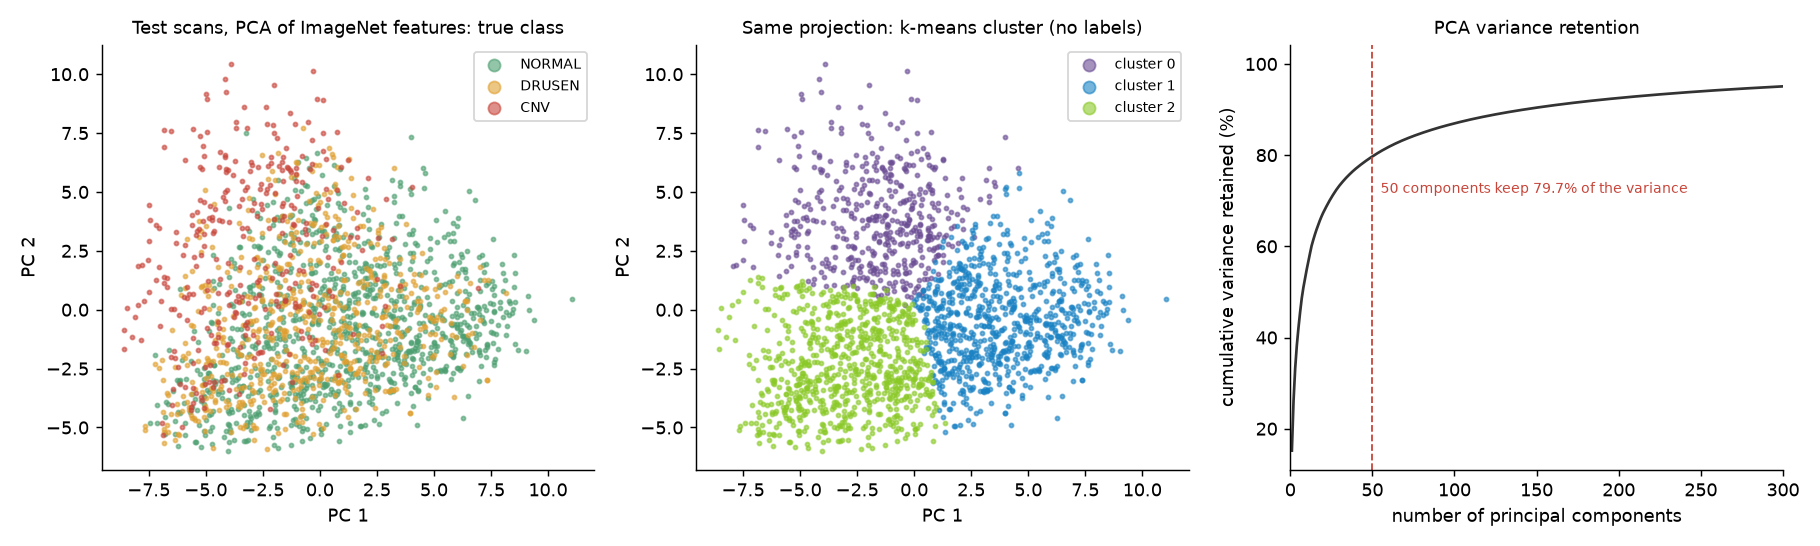 Test scans, PCA of ImageNet features: true class
NORMAL
DRUSEN
CNV
10.0
7.5
5.0
2.5
0.0
−2.5
−5.0
PC 2
−7.5 −5.0 −2.5 0.0 2.5 5.0 7.5 10.0
PC 1
Same projection: k-means cluster (no labels)
cluster 0
cluster 1
cluster 2
10.0
7.5
5.0
2.5
0.0
−2.5
−5.0
PC 2
−7.5 −5.0 −2.5 0.0 2.5 5.0 7.5 10.0
PC 1
PCA variance retention
100
80
60
40
20
cumulative variance retained (%)
50 components keep 79.7% of the variance
0 50 100 150 200 250 300
number of principal components